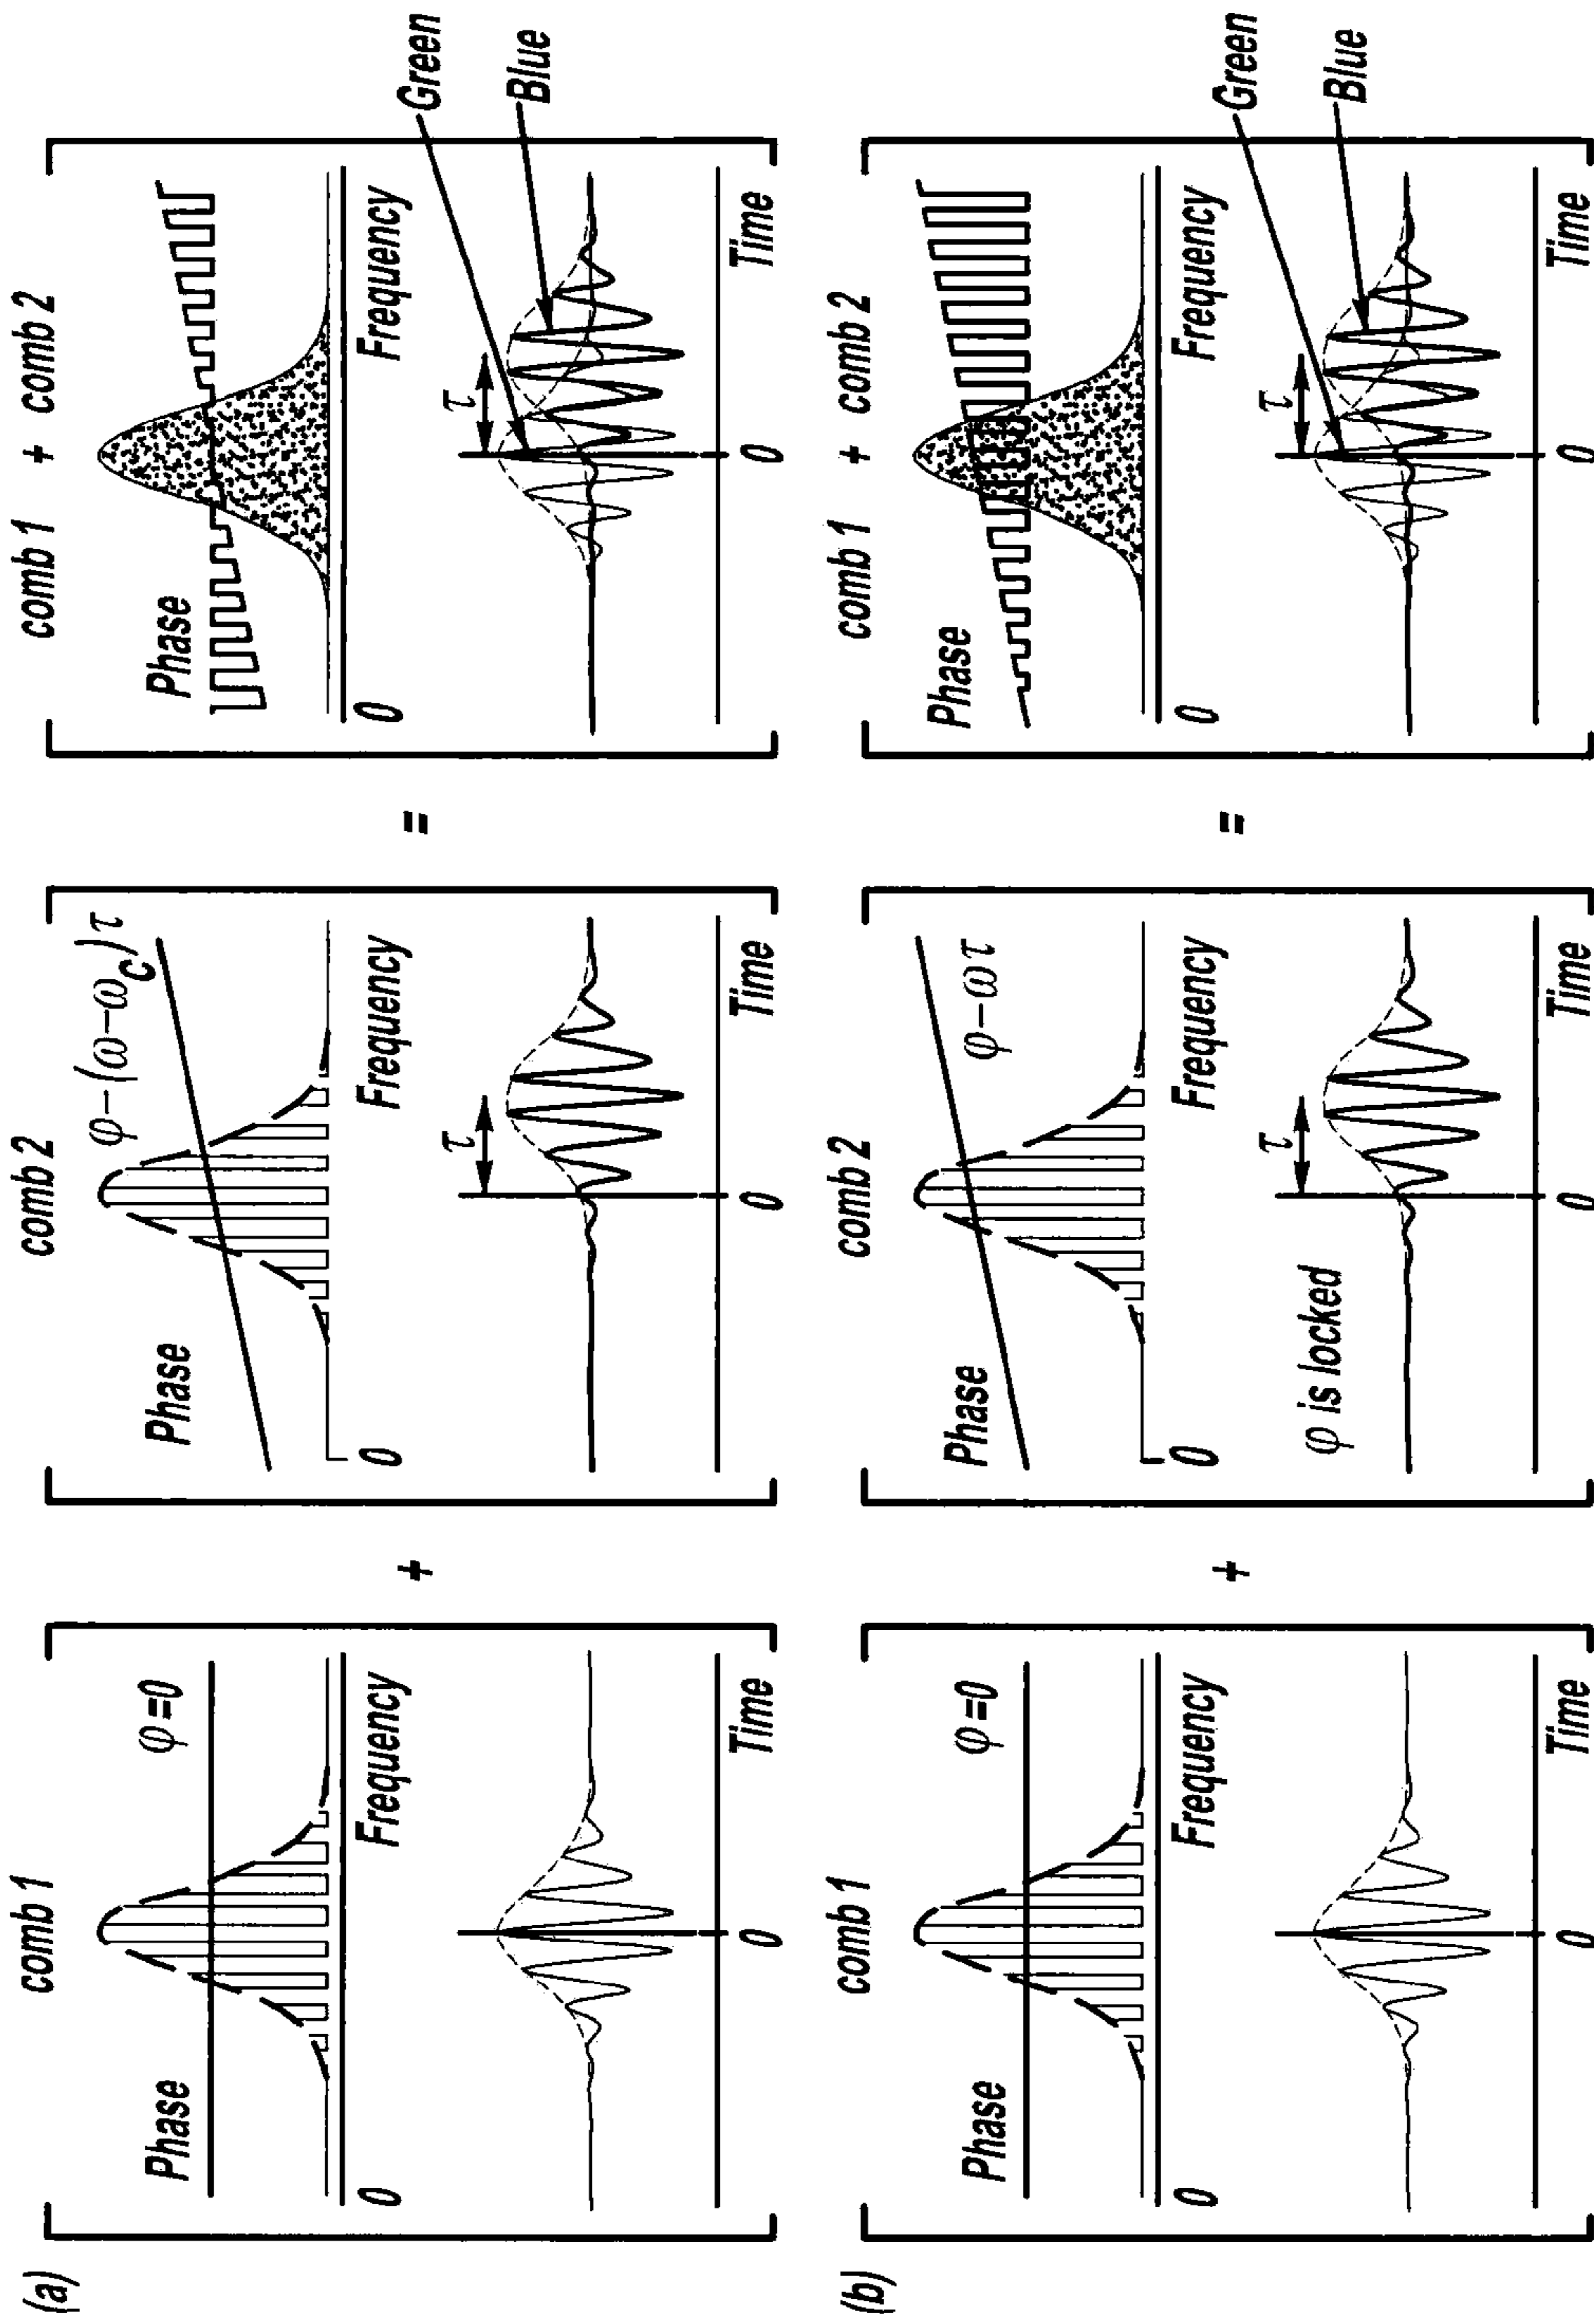 (a)
comb 1
Phase
φ=0
0
Frequency
0
Time
+
comb 2
Phase
φ-(ω-ωc)τ
0
Frequency
τ
0
Time
=
comb 1 + comb 2
Phase
0
Frequency
τ
Green
Blue
0
Time
(b)
comb 1
Phase
φ=0
0
Frequency
0
Time
+
comb 2
Phase
φ-ωτ
0
Frequency
τ
φ is locked
0
Time
=
comb 1 + comb 2
Phase
0
Frequency
τ
Green
Blue
0
Time